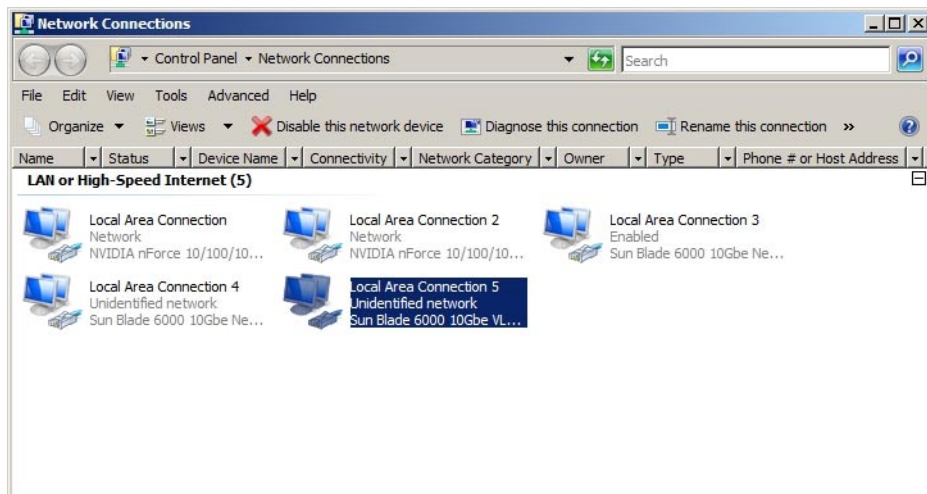 Network Connections
Control Panel Network Connections
Search
File Edit View Tools Advanced Help
Organize Views Disable this network device Diagnose this connection Rename this connection »
Name Status Device Name Connectivity Network Category Owner Type Phone # or Host Address
LAN or High-Speed Internet (5)
Local Area Connection
Network
NVIDIA nForce 10/100/10...
Local Area Connection 2
Network
NVIDIA nForce 10/100/10...
Local Area Connection 3
Enabled
Sun Blade 6000 10Gbe Ne...
Local Area Connection 4
Unidentified network
Sun Blade 6000 10Gbe Ne...
Local Area Connection 5
Unidentified network
Sun Blade 6000 10Gbe VL...